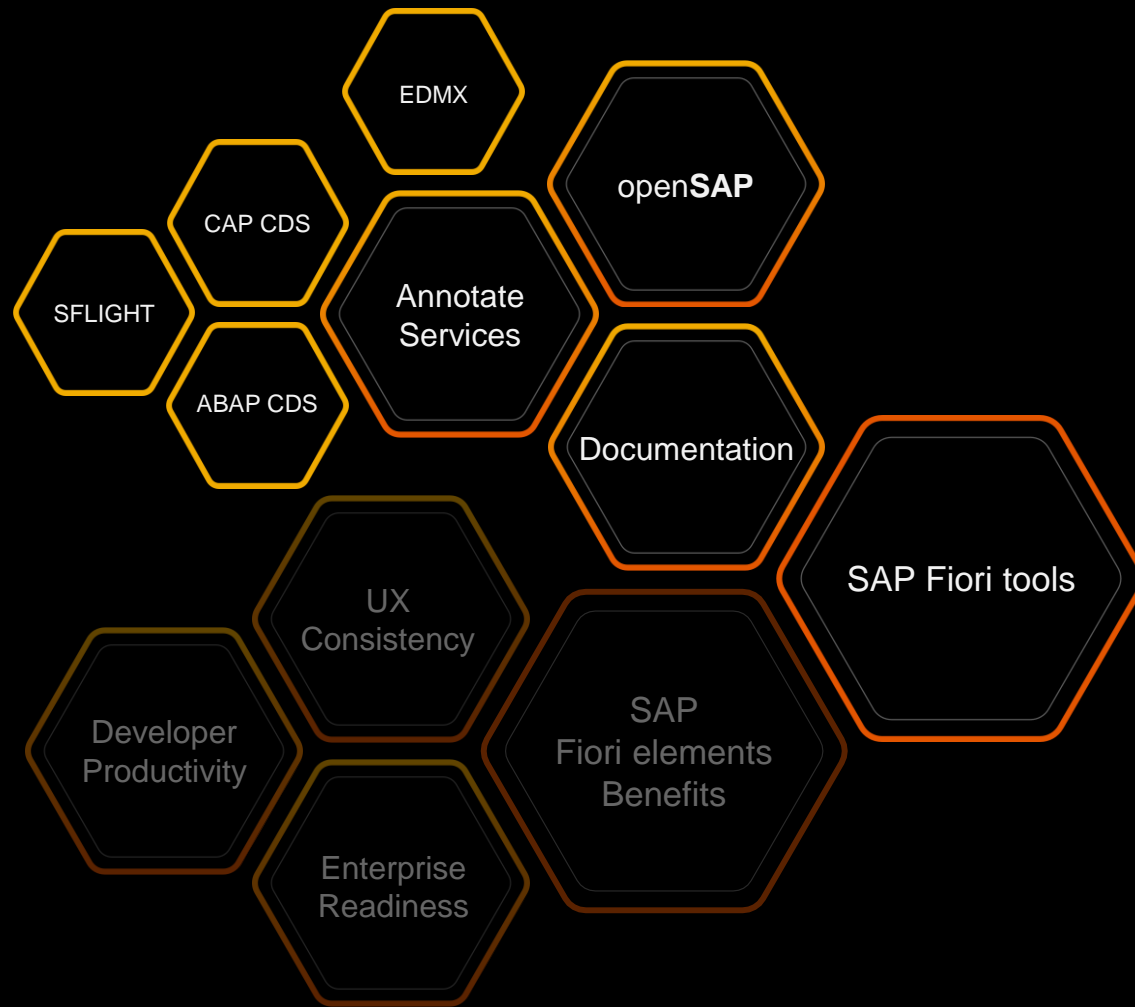 EDMX
openSAP
CAP CDS
SFLIGHT
Annotate
Services
ABAP CDS
Documentation
SAP Fiori tools
UX
Consistency
Developer
Productivity
SAP
Fiori elements
Benefits
Enterprise
Readiness